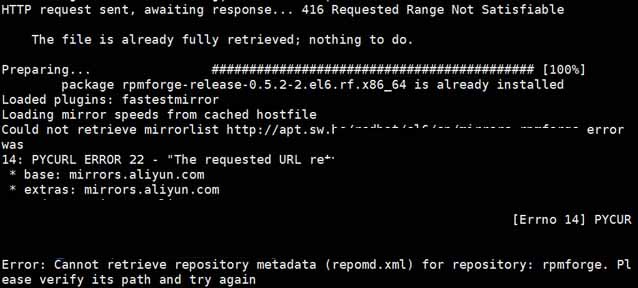 HTTP request sent, awaiting response... 416 Requested Range Not Satisfiable
The file is already fully retrieved; nothing to do.
Preparing... ########################################### [100%]
package rpmforge-release-0.5.2-2.el6.rf.x86_64 is already installed
Loaded plugins: fastestmirror
Loading mirror speeds from cached hostfile
Could not retrieve mirrorlist http://apt.sw. error
was
14: PYCURL ERROR 22 - "The requested URL
* base: mirrors.aliyun.com
* extras: mirrors.aliyun.com
[Errno 14] PYCUR
Error: Cannot retrieve repository metadata (repomd.xml) for repository: rpmforge. Pl
ease verify its path and try again